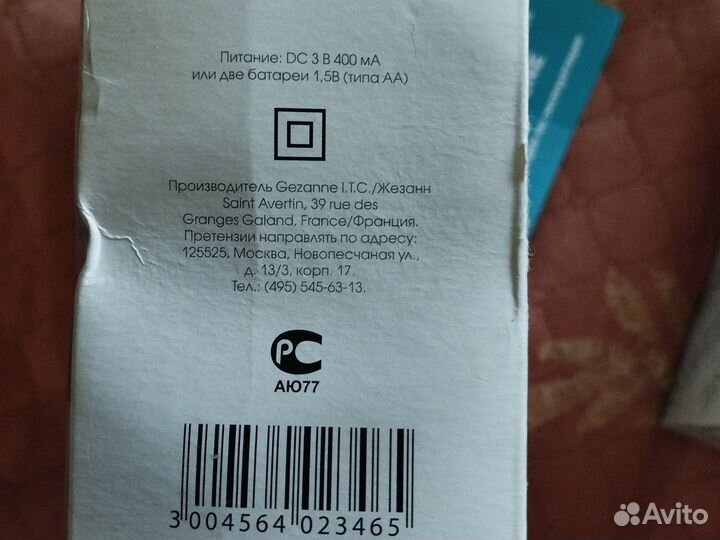 Питание: DC 3 В 400 мА
или две батареи 1,5В (типа АА)
Производитель Gezanne I.T.C./Жезанн
Saint Avertin, 39 rue des
Granges Galand, France/Франция.
Претензии направлять по адресу:
125525, Москва, Новопесчаная ул.,
д. 13/3, корп. 17.
Тел.: (495) 545-63-13.
РС
АЮ77
3 004564 023465
Avito